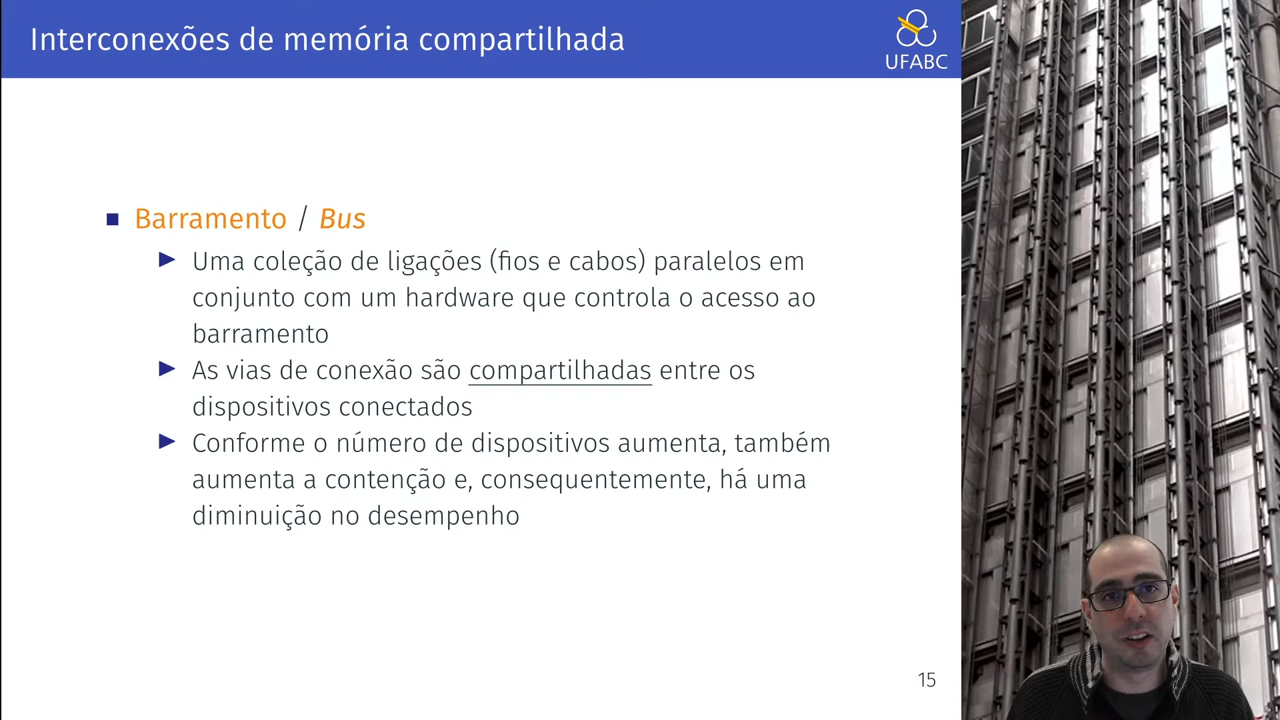 Interconexões de memória compartilhada
UFABC
Barramento / Bus
Uma coleção de ligações (fios e cabos) paralelos em
conjunto com um hardware que controla o acesso ao
barramento
As vias de conexão são compartilhadas entre os
dispositivos conectados
Conforme o número de dispositivos aumenta, também
aumenta a contenção e, consequentemente, há uma
diminuição no desempenho
15